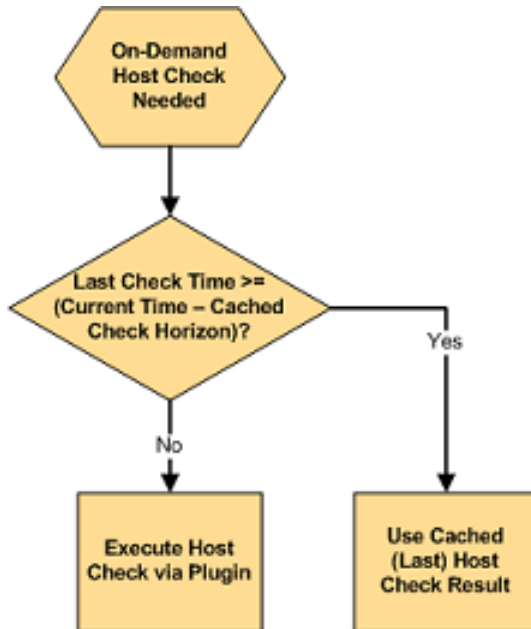 On-Demand
Host Check
Needed
Last Check Time >=
(Current Time – Cached
Check Horizon)?
Yes
No
Execute Host
Check via Plugin
Use Cached
(Last) Host
Check Result